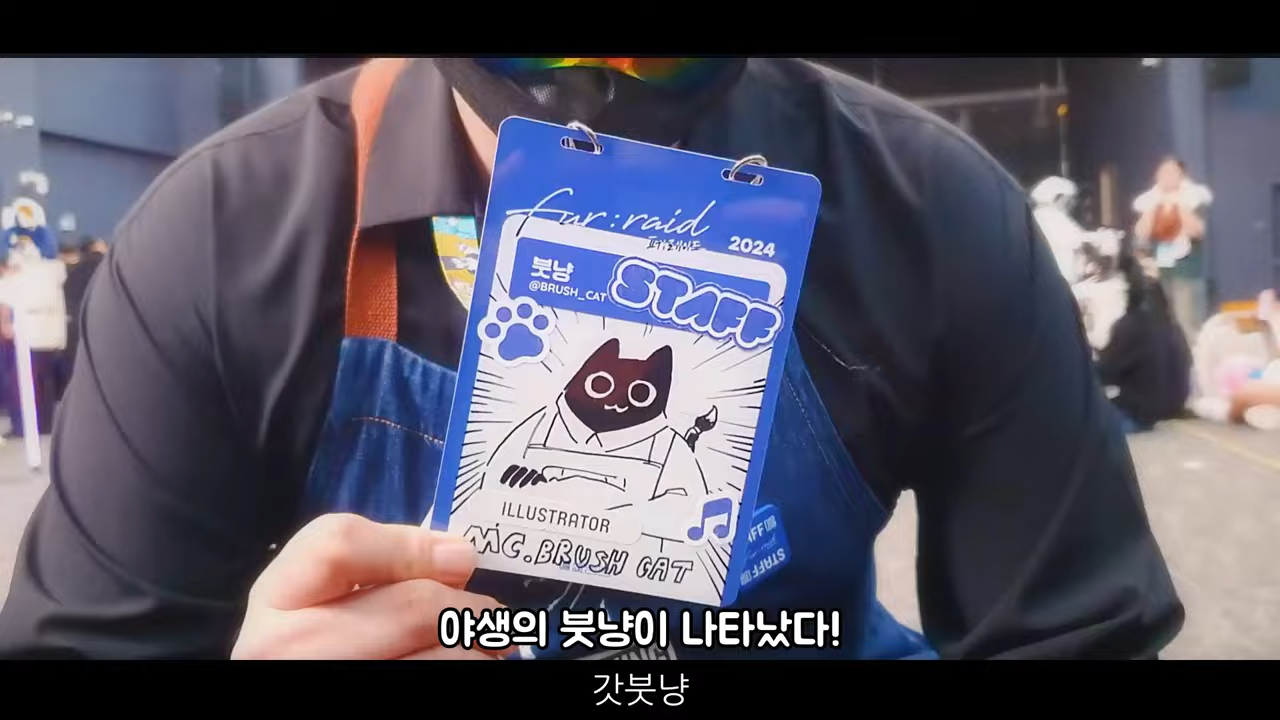 fur:raid
퍼레이드
2024
붓냥
@BRUSH_CAT
STAFF
ILLUSTRATOR
MC.BRUSH CAT
STAFF
야생의 붓냥이 나타났다!
갓붓냥